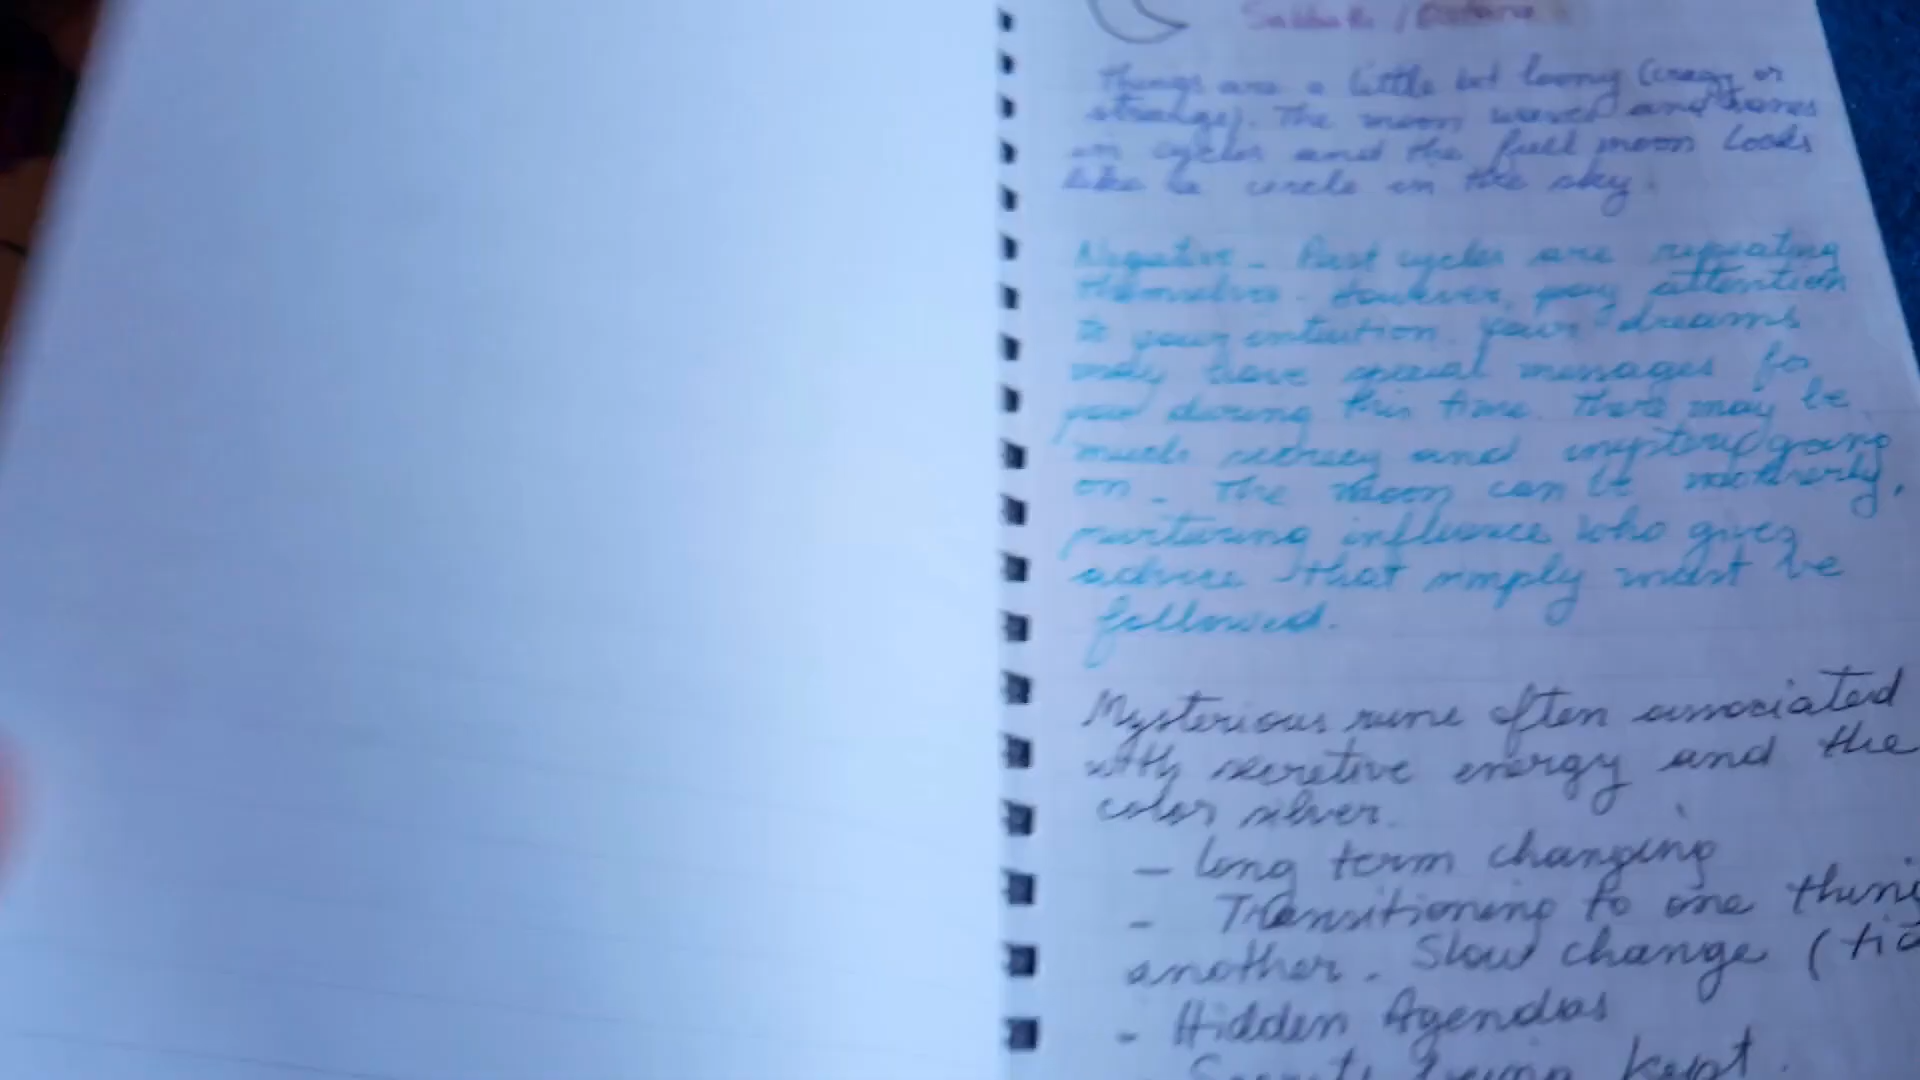 Things are a little bit loony (crazy or
strange). The moon waxes and wanes
in cycles and the full moon looks
like a circle in the sky.
Negative - Past cycles are repeating
themselves. However, pay attention
to your intuition. Your dreams
may have special messages for
you during this time. There may be
much secrecy and mystery going
on. The Moon can be motherly,
nurturing influence who gives
advice that simply must be
followed.
Mysterious rune often associated
with secretive energy and the
color silver.
- Long term changing
- Transitioning to one thing
another. Slow change (
- Hidden Agendas
Secrets being kept.